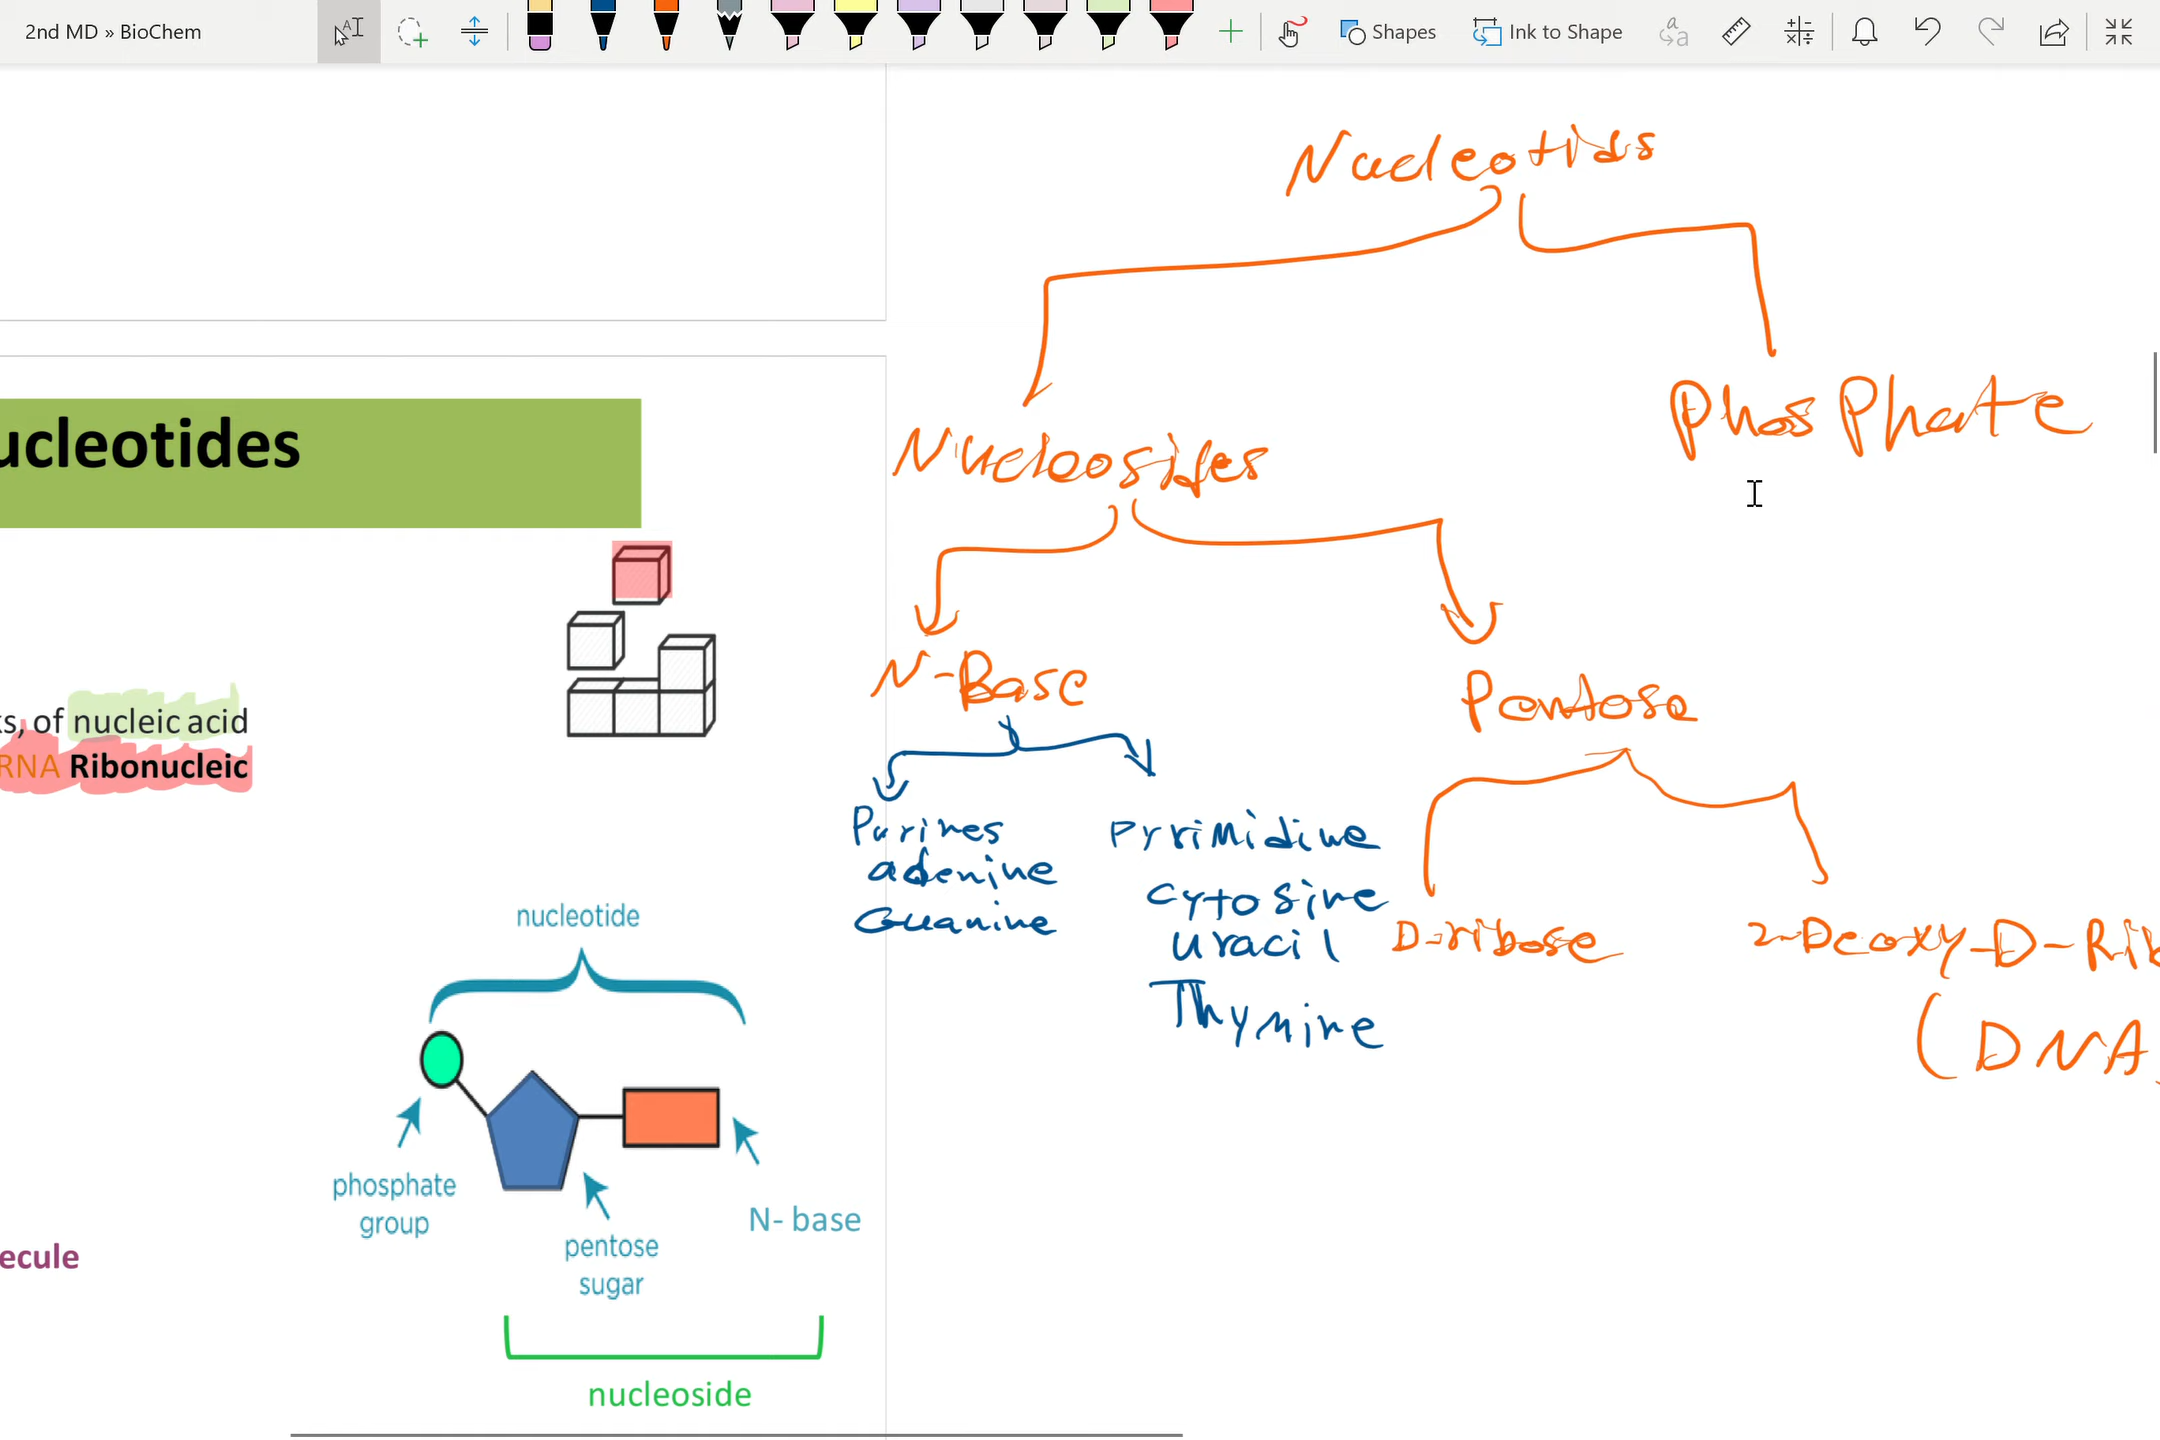 2nd MD » BioChem
Shapes
Ink to Shape
Nucleotids
Phosphate
Nucleosides
ucleotides
N-Base
Pentose
s, of nucleic acid
RNA Ribonucleic
Purines
adenine
Guanine
Pyrimidine
Cytosine
uracil
Thymine
D-ribose
2-Deoxy-D-Rib
(DNA
nucleotide
phosphate
group
pentose
sugar
N- base
ecule
nucleoside